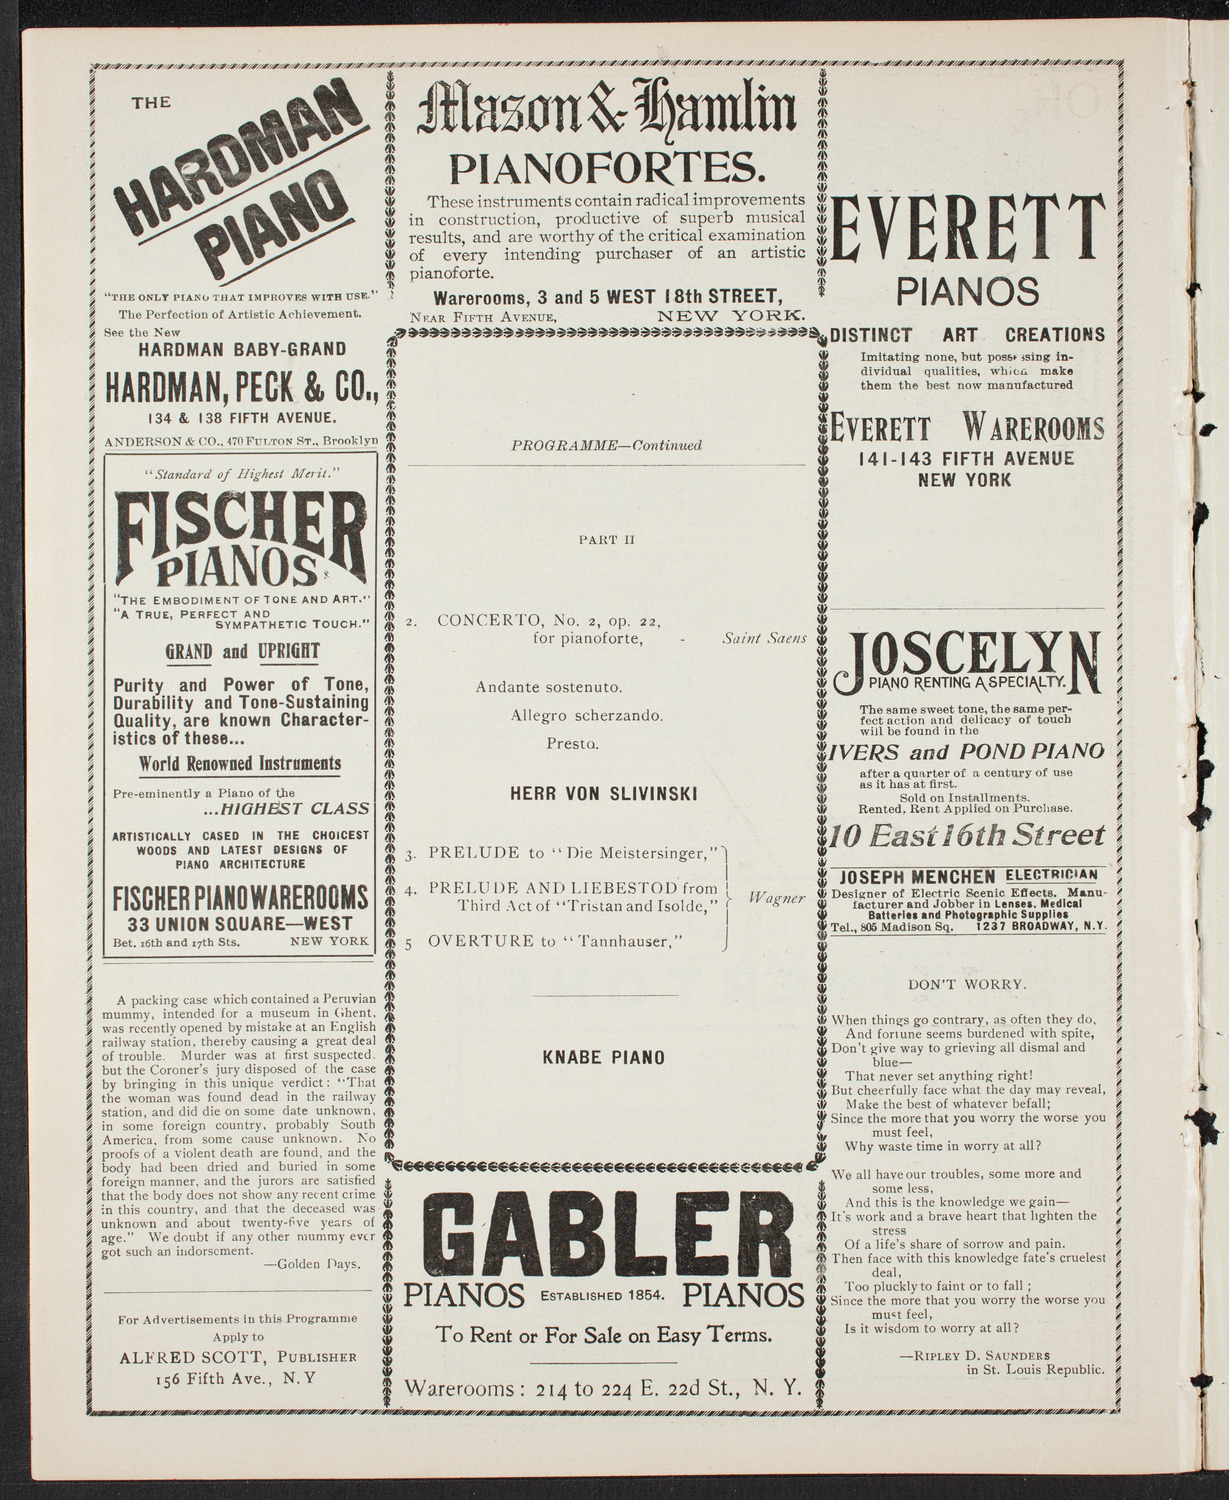 THE
HARDMAN
PIANO
"THE ONLY PIANO THAT IMPROVES WITH USE."
The Perfection of Artistic Achievement.
See the New
HARDMAN BABY-GRAND
HARDMAN, PECK & CO.,
134 & 138 FIFTH AVENUE.
ANDERSON & CO., 470 FULTON ST., Brooklyn
"Standard of Highest Merit."
FISCHER
PIANOS
"THE EMBODIMENT OF TONE AND ART."
"A TRUE, PERFECT AND
SYMPATHETIC TOUCH."
GRAND and UPRIGHT
Purity and Power of Tone,
Durability and Tone-Sustaining
Quality, are known Character-
istics of these...
World Renowned Instruments
Pre-eminently a Piano of the
...HIGHEST CLASS
ARTISTICALLY CASED IN THE CHOICEST
WOODS AND LATEST DESIGNS OF
PIANO ARCHITECTURE
FISCHER PIANO WAREROOMS
33 UNION SQUARE—WEST
Bet. 16th and 17th Sts. NEW YORK
A packing case which contained a Peruvian
mummy, intended for a museum in Ghent,
was recently opened by mistake at an English
railway station, thereby causing a great deal
of trouble. Murder was at first suspected.
but the Coroner's jury disposed of the case
by bringing in this unique verdict: "That
the woman was found dead in the railway
station, and did die on some date unknown,
in some foreign country, probably South
America, from some cause unknown. No
proofs of a violent death are found, and the
body had been dried and buried in some
foreign manner, and the jurors are satisfied
that the body does not show any recent crime
in this country, and that the deceased was
unknown and about twenty-five years of
age." We doubt if any other mummy ever
got such an indorsement.
—Golden Days.
For Advertisements in this Programme
Apply to
ALFRED SCOTT, PUBLISHER
156 Fifth Ave., N.Y
Mason & Hamlin
PIANOFORTES.
These instruments contain radical improvements
in construction, productive of superb musical
results, and are worthy of the critical examination
of every intending purchaser of an artistic
pianoforte.
Warerooms, 3 and 5 WEST 18th STREET,
NEAR FIFTH AVENUE, NEW YORK.
PROGRAMME—Continued
PART II
2. CONCERTO, No. 2, op. 22,
for pianoforte, - Saint Saens
Andante sostenuto.
Allegro scherzando.
Presto.
HERR VON SLIVINSKI
3. PRELUDE to "Die Meistersinger,"
4. PRELUDE AND LIEBESTOD from
Third Act of "Tristan and Isolde," Wagner
5 OVERTURE to "Tannhauser,"
KNABE PIANO
GABLER
PIANOS ESTABLISHED 1854. PIANOS
To Rent or For Sale on Easy Terms.
Warerooms: 214 to 224 E. 22d St., N. Y.
EVERETT
PIANOS
DISTINCT ART CREATIONS
Imitating none, but possessing in-
dividual qualities, which make
them the best now manufactured
EVERETT WAREROOMS
141-143 FIFTH AVENUE
NEW YORK
JOSCELYN
PIANO RENTING A SPECIALTY.
The same sweet tone, the same per-
fect action and delicacy of touch
will be found in the
IVERS and POND PIANO
after a quarter of a century of use
as it has at first.
Sold on Installments.
Rented, Rent Applied on Purchase.
10 East 16th Street
JOSEPH MENCHEN ELECTRICIAN
Designer of Electric Scenic Effects. Manu-
facturer and Jobber in Lenses, Medical
Batteries and Photographic Supplies
Tel., 805 Madison Sq. 1237 BROADWAY, N.Y.
DON'T WORRY.
When things go contrary, as often they do,
And fortune seems burdened with spite,
Don't give way to grieving all dismal and
blue—
That never set anything right!
But cheerfully face what the day may reveal,
Make the best of whatever befall;
Since the more that you worry the worse you
must feel,
Why waste time in worry at all?
We all have our troubles, some more and
some less,
And this is the knowledge we gain—
It's work and a brave heart that lighten the
stress
Of a life's share of sorrow and pain.
Then face with this knowledge fate's cruelest
deal,
Too plucky to faint or to fall;
Since the more that you worry the worse you
must feel,
Is it wisdom to worry at all?
—RIPLEY D. SAUNDERS
in St. Louis Republic.